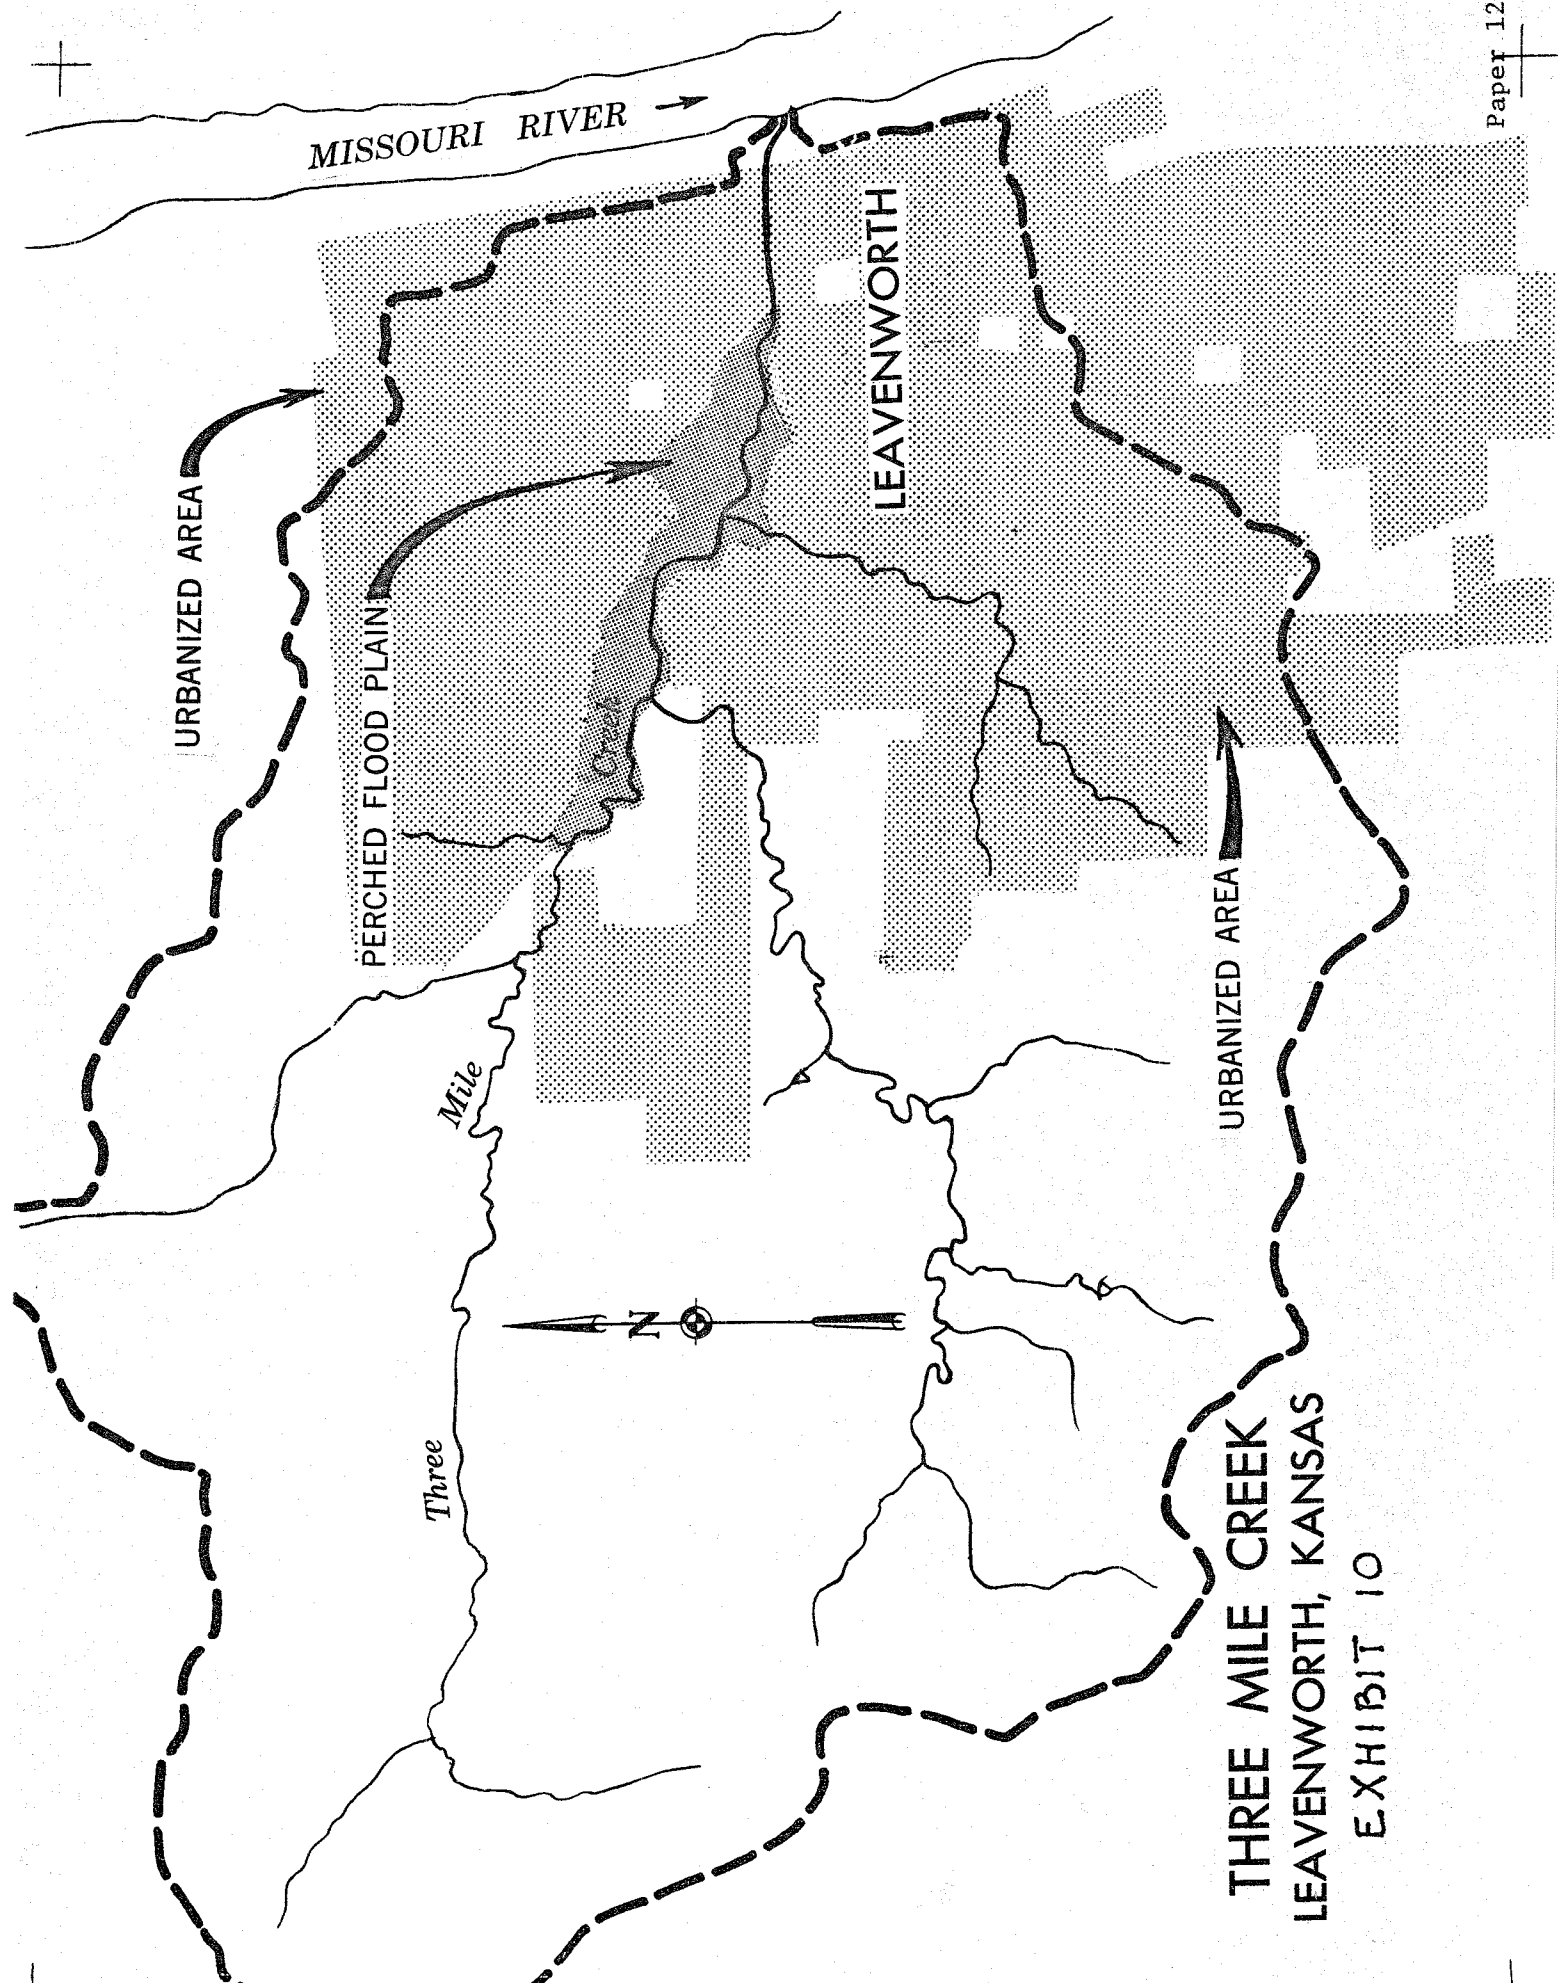 Paper 12
MISSOURI RIVER
URBANIZED AREA
PERCHED FLOOD PLAIN
LEAVENWORTH
Creek
Mile
Three
N
URBANIZED AREA
THREE MILE CREEK
LEAVENWORTH, KANSAS
EXHIBIT 10